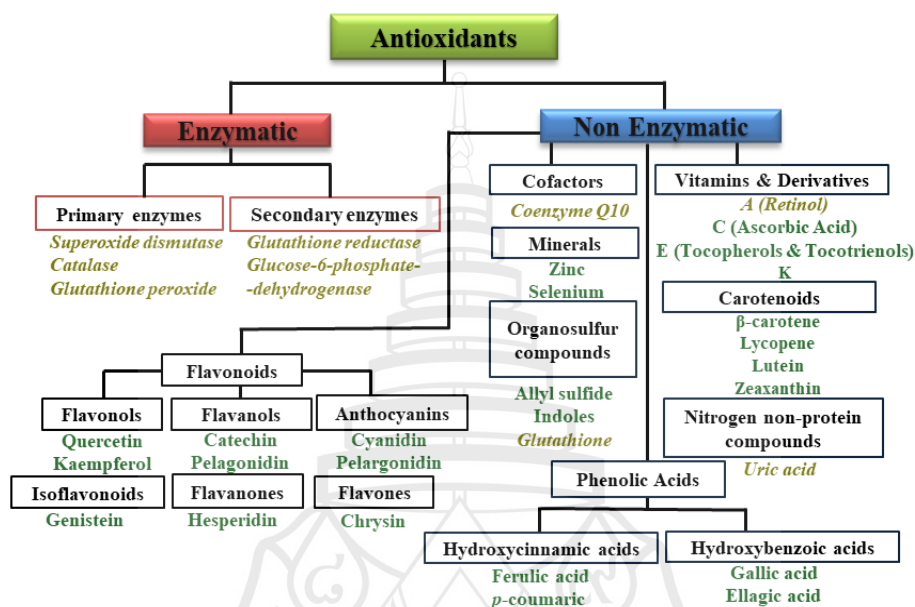 Antioxidants
Enzymatic
Non Enzymatic
Primary enzymes
Superoxide dismutase
Catalase
Glutathione peroxide
Secondary enzymes
Glutathione reductase
Glucose-6-phosphate-
-dehydrogenase
Cofactors
Coenzyme Q10
Minerals
Zinc
Selenium
Organosulfur
compounds
Allyl sulfide
Indoles
Glutathione
Vitamins & Derivatives
A (Retinol)
C (Ascorbic Acid)
E (Tocopherols & Tocotrienols)
K
Carotenoids
β-carotene
Lycopene
Lutein
Zeaxanthin
Nitrogen non-protein
compounds
Uric acid
Flavonoids
Flavonols
Quercetin
Kaempferol
Flavanols
Catechin
Pelagonidin
Anthocyanins
Cyanidin
Pelargonidin
Isoflavonoids
Genistein
Flavanones
Hesperidin
Flavones
Chrysin
Phenolic Acids
Hydroxycinnamic acids
Ferulic acid
p-coumaric
Hydroxybenzoic acids
Gallic acid
Ellagic acid